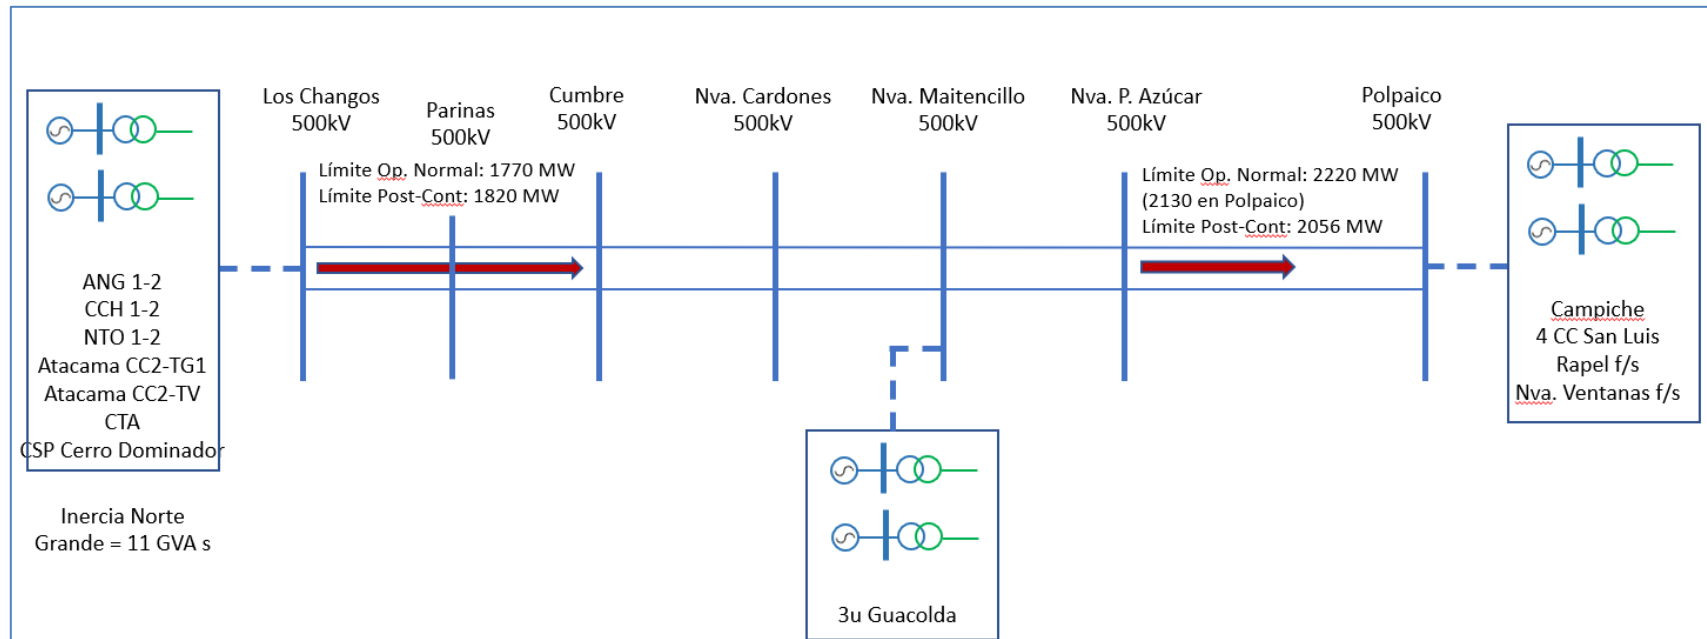 Los Changos
500kV
Parinas
500kV
Cumbre
500kV
Nva. Cardones
500kV
Nva. Maitencillo
500kV
Nva. P. Azúcar
500kV
Polpaico
500kV
Límite Op. Normal: 1770 MW
Límite Post-Cont: 1820 MW
Límite Op. Normal: 2220 MW
(2130 en Polpaico)
Límite Post-Cont: 2056 MW
ANG 1-2
CCH 1-2
NTO 1-2
Atacama CC2-TG1
Atacama CC2-TV
CTA
CSP Cerro Dominador
Inercia Norte
Grande = 11 GVA s
3u Guacolda
Campiche
4 CC San Luis
Rapel f/s
Nva. Ventanas f/s